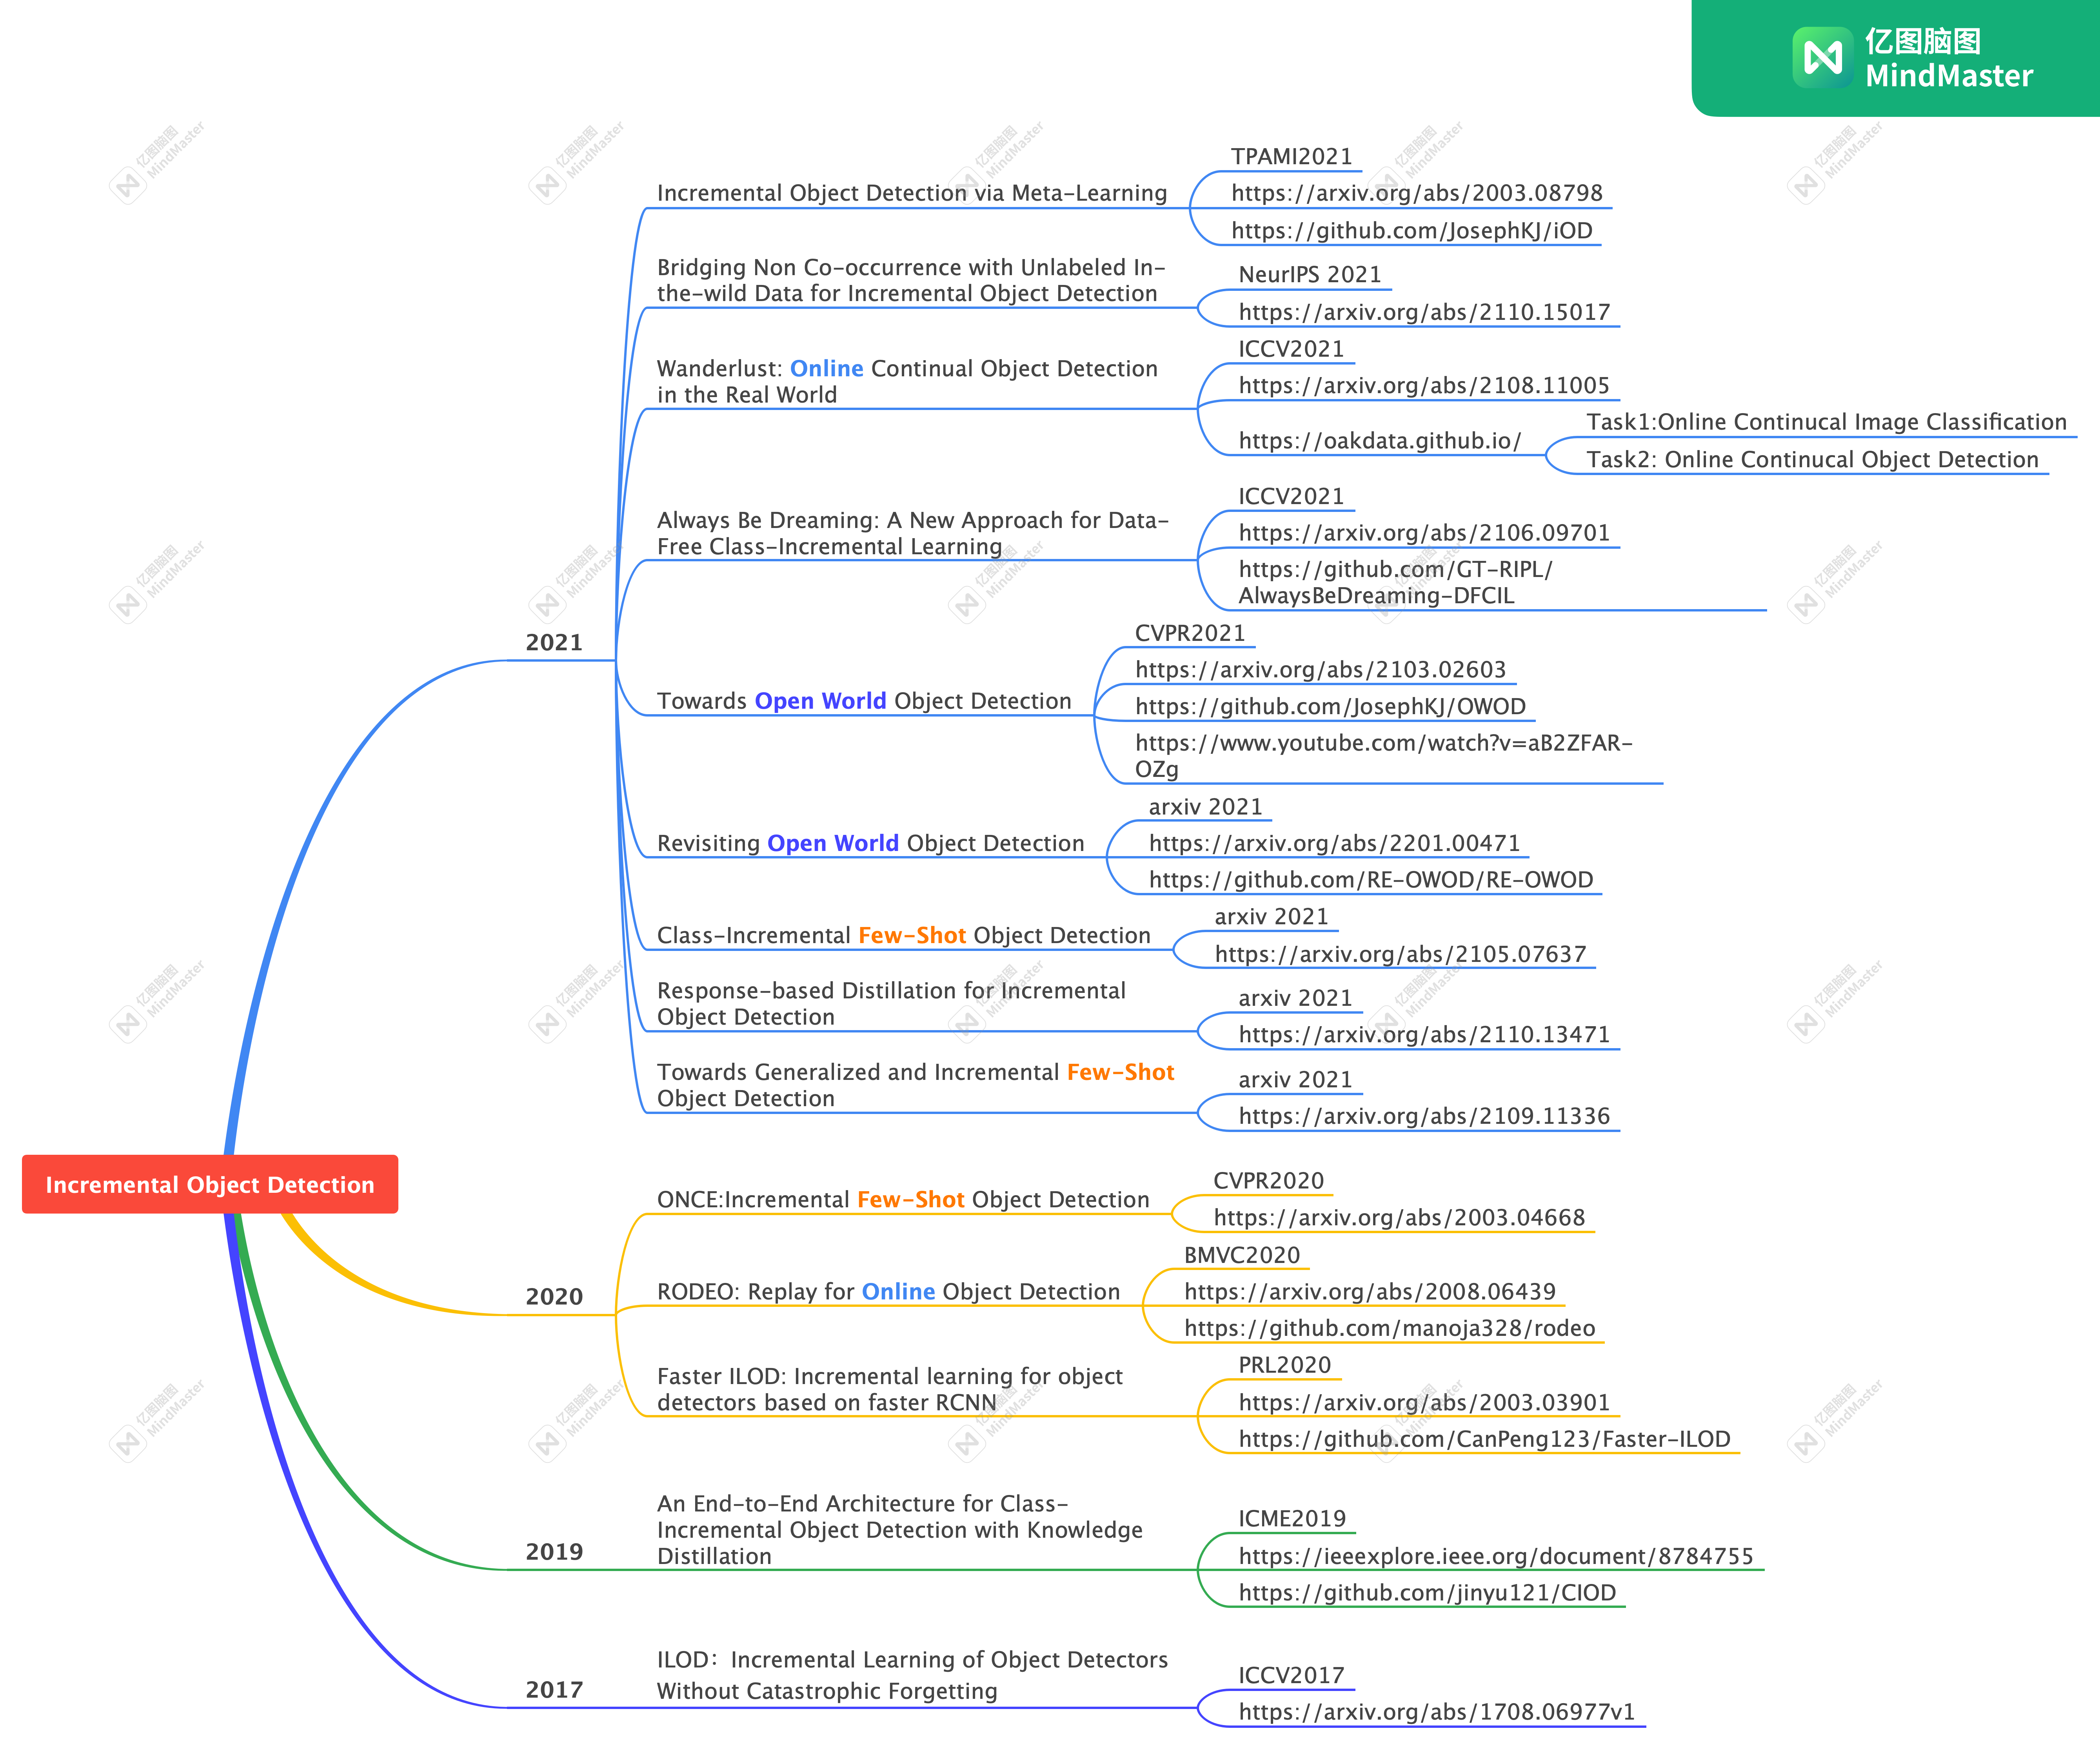 亿图脑图
MindMaster
Incremental Object Detection
2021
Incremental Object Detection via Meta-Learning
TPAMI2021
https://arxiv.org/abs/2003.08798
https://github.com/JosephKJ/iOD
Bridging Non Co-occurrence with Unlabeled In-
the-wild Data for Incremental Object Detection
NeurIPS 2021
https://arxiv.org/abs/2110.15017
Wanderlust: Online Continual Object Detection
in the Real World
ICCV2021
https://arxiv.org/abs/2108.11005
https://oakdata.github.io/
Task1:Online Continucal Image Classification
Task2: Online Continucal Object Detection
Always Be Dreaming: A New Approach for Data-
Free Class-Incremental Learning
ICCV2021
https://arxiv.org/abs/2106.09701
https://github.com/GT-RIPL/
AlwaysBeDreaming-DFCIL
Towards Open World Object Detection
CVPR2021
https://arxiv.org/abs/2103.02603
https://github.com/JosephKJ/OWOD
https://www.youtube.com/watch?v=aB2ZFAR-
OZg
Revisiting Open World Object Detection
arxiv 2021
https://arxiv.org/abs/2201.00471
https://github.com/RE-OWOD/RE-OWOD
Class-Incremental Few-Shot Object Detection
arxiv 2021
https://arxiv.org/abs/2105.07637
Response-based Distillation for Incremental
Object Detection
arxiv 2021
https://arxiv.org/abs/2110.13471
Towards Generalized and Incremental Few-Shot
Object Detection
arxiv 2021
https://arxiv.org/abs/2109.11336
2020
ONCE:Incremental Few-Shot Object Detection
CVPR2020
https://arxiv.org/abs/2003.04668
RODEO: Replay for Online Object Detection
BMVC2020
https://arxiv.org/abs/2008.06439
https://github.com/manoja328/rodeo
Faster ILOD: Incremental learning for object
detectors based on faster RCNN
PRL2020
https://arxiv.org/abs/2003.03901
https://github.com/CanPeng123/Faster-ILOD
2019
An End-to-End Architecture for Class-
Incremental Object Detection with Knowledge
Distillation
ICME2019
https://ieeexplore.ieee.org/document/8784755
https://github.com/jinyu121/CIOD
2017
ILOD：Incremental Learning of Object Detectors
Without Catastrophic Forgetting
ICCV2017
https://arxiv.org/abs/1708.06977v1